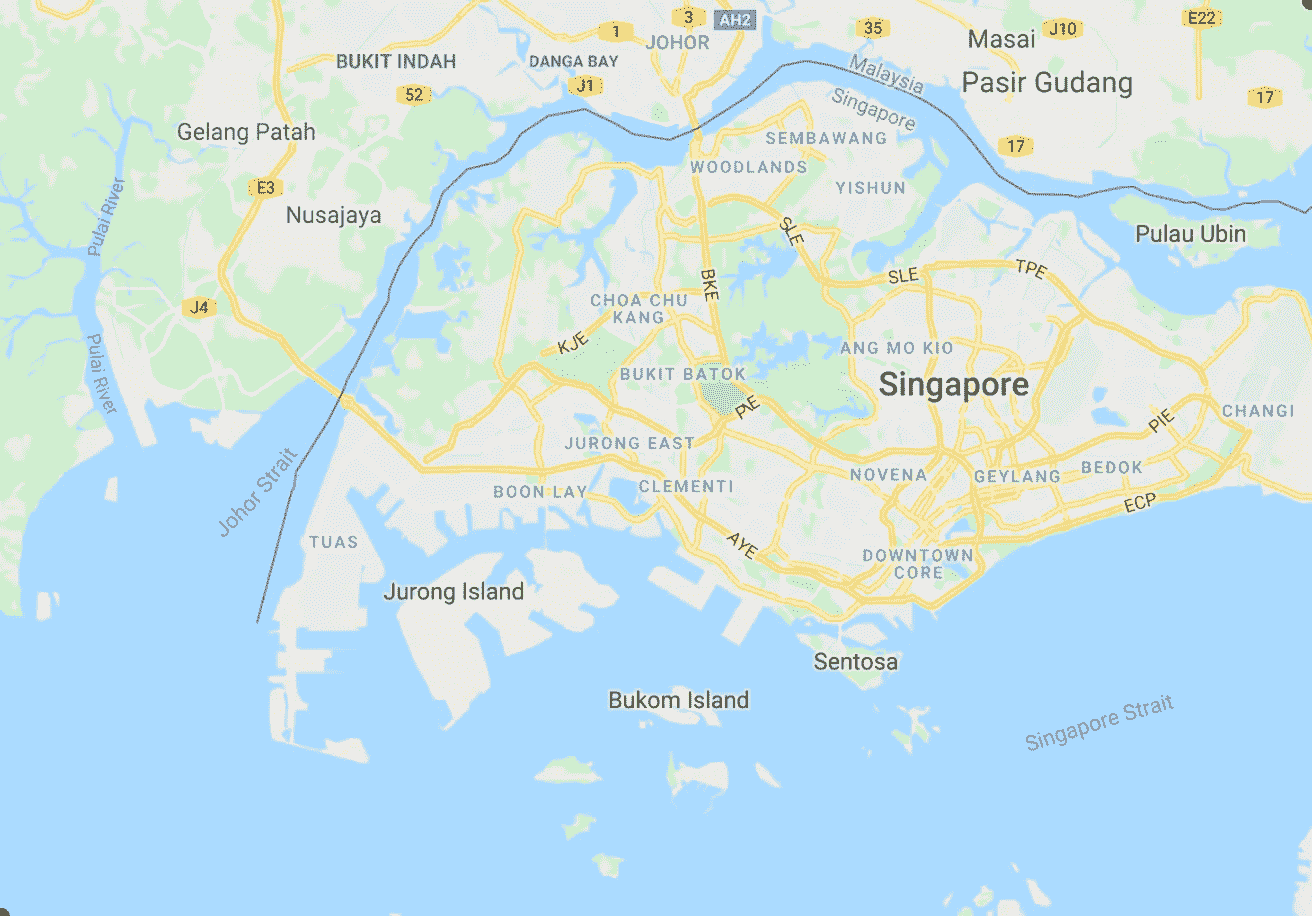 3
AH2
1
35
J10
E22
JOHOR
Masai
BUKIT INDAH
DANGA BAY
Malaysia
Pasir Gudang
J1
52
17
Singapore
Gelang Patah
SEMBAWANG
17
WOODLANDS
E3
YISHUN
Pulai River
Nusajaya
SLE
Pulau Ubin
BKE
SLE
TPE
J4
CHOA CHU
KANG
KJE
ANG MO KIO
Pulai River
BUKIT BATOK
Singapore
PIE
PIE
CHANGI
JURONG EAST
NOVENA
GEYLANG
BEDOK
Johor Strait
BOON LAY
CLEMENTI
ECP
TUAS
AYE
DOWNTOWN
CORE
Jurong Island
Sentosa
Bukom Island
Singapore Strait